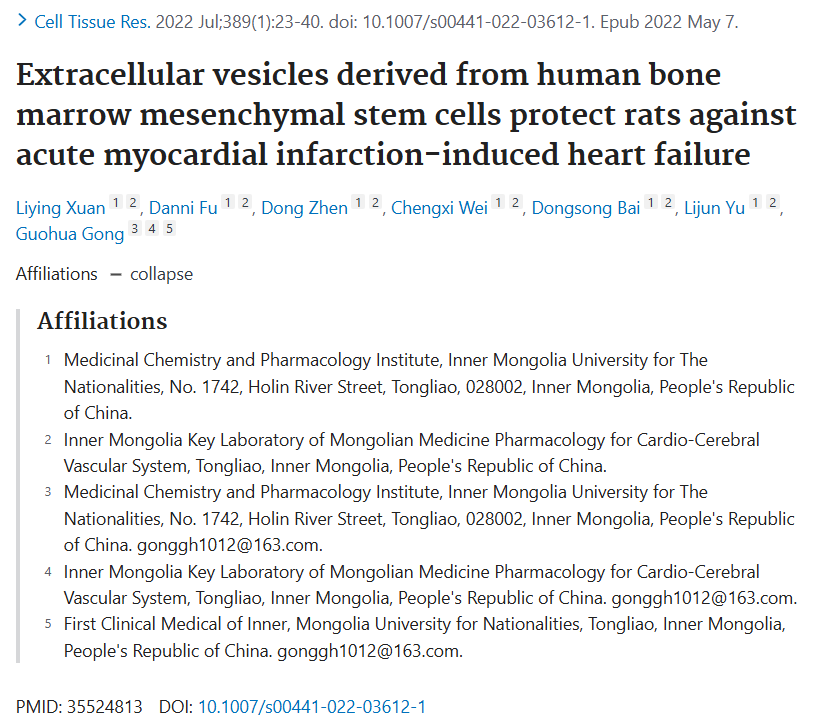 Cell Tissue Res. 2022 Jul;389(1):23-40. doi: 10.1007/s00441-022-03612-1. Epub 2022 May 7.
Extracellular vesicles derived from human bone
marrow mesenchymal stem cells protect rats against
acute myocardial infarction-induced heart failure
Liying Xuan 1 2, Danni Fu 1 2, Dong Zhen 1 2, Chengxi Wei 1 2, Dongsong Bai 1 2, Lijun Yu 1 2,
Guohua Gong 3 4 5
Affiliations – collapse
Affiliations
1 Medicinal Chemistry and Pharmacology Institute, Inner Mongolia University for The
Nationalities, No. 1742, Holin River Street, Tongliao, 028002, Inner Mongolia, People's Republic
of China.
2 Inner Mongolia Key Laboratory of Mongolian Medicine Pharmacology for Cardio-Cerebral
Vascular System, Tongliao, Inner Mongolia, People's Republic of China.
3 Medicinal Chemistry and Pharmacology Institute, Inner Mongolia University for The
Nationalities, No. 1742, Holin River Street, Tongliao, 028002, Inner Mongolia, People's Republic
of China. gonggh1012@163.com.
4 Inner Mongolia Key Laboratory of Mongolian Medicine Pharmacology for Cardio-Cerebral
Vascular System, Tongliao, Inner Mongolia, People's Republic of China. gonggh1012@163.com.
5 First Clinical Medical of Inner, Mongolia University for Nationalities, Tongliao, Inner Mongolia,
People's Republic of China. gonggh1012@163.com.
PMID: 35524813 DOI: 10.1007/s00441-022-03612-1